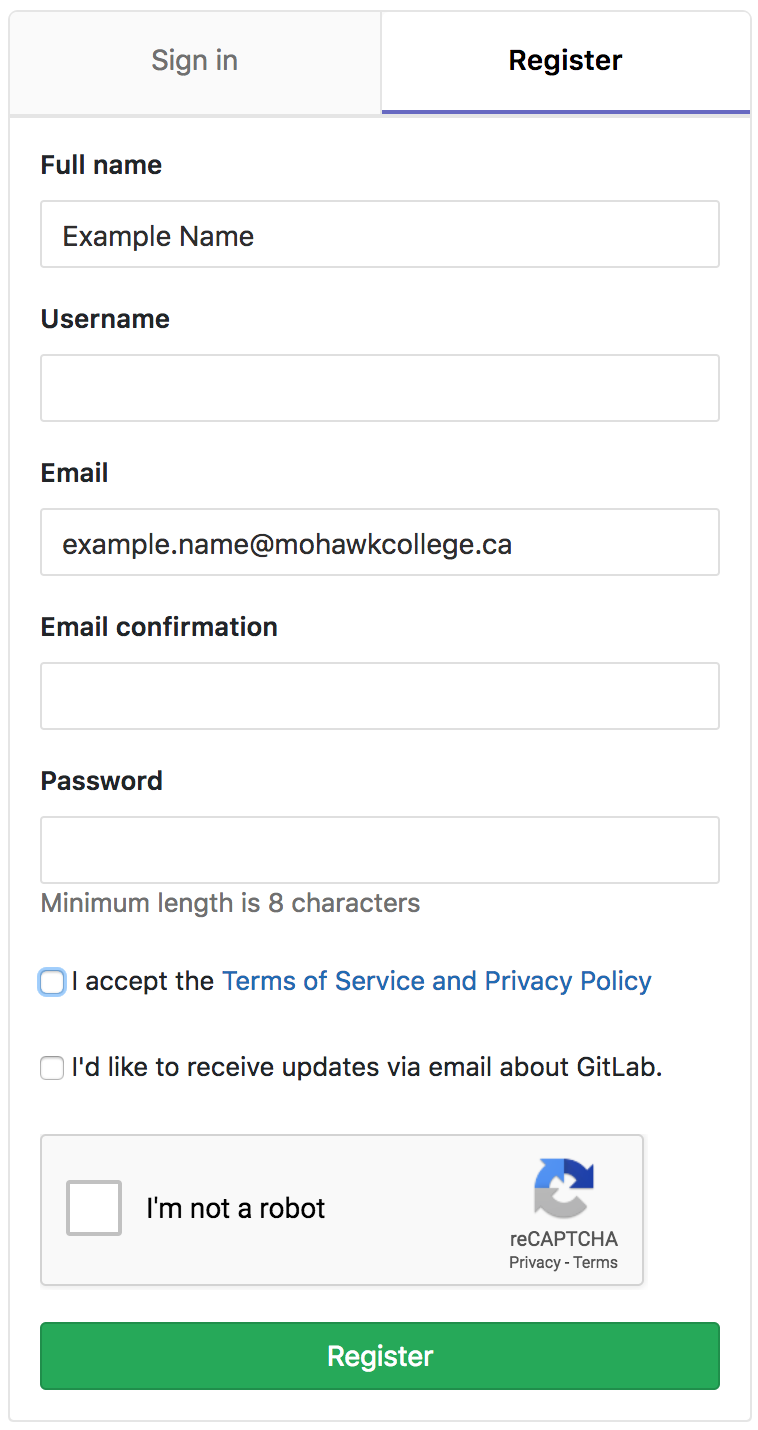 Sign in
Register
Full name
Example Name
Username
Email
example.name@mohawkcollege.ca
Email confirmation
Password
Minimum length is 8 characters
I accept the Terms of Service and Privacy Policy
I'd like to receive updates via email about GitLab.
I'm not a robot
reCAPTCHA
Privacy - Terms
Register